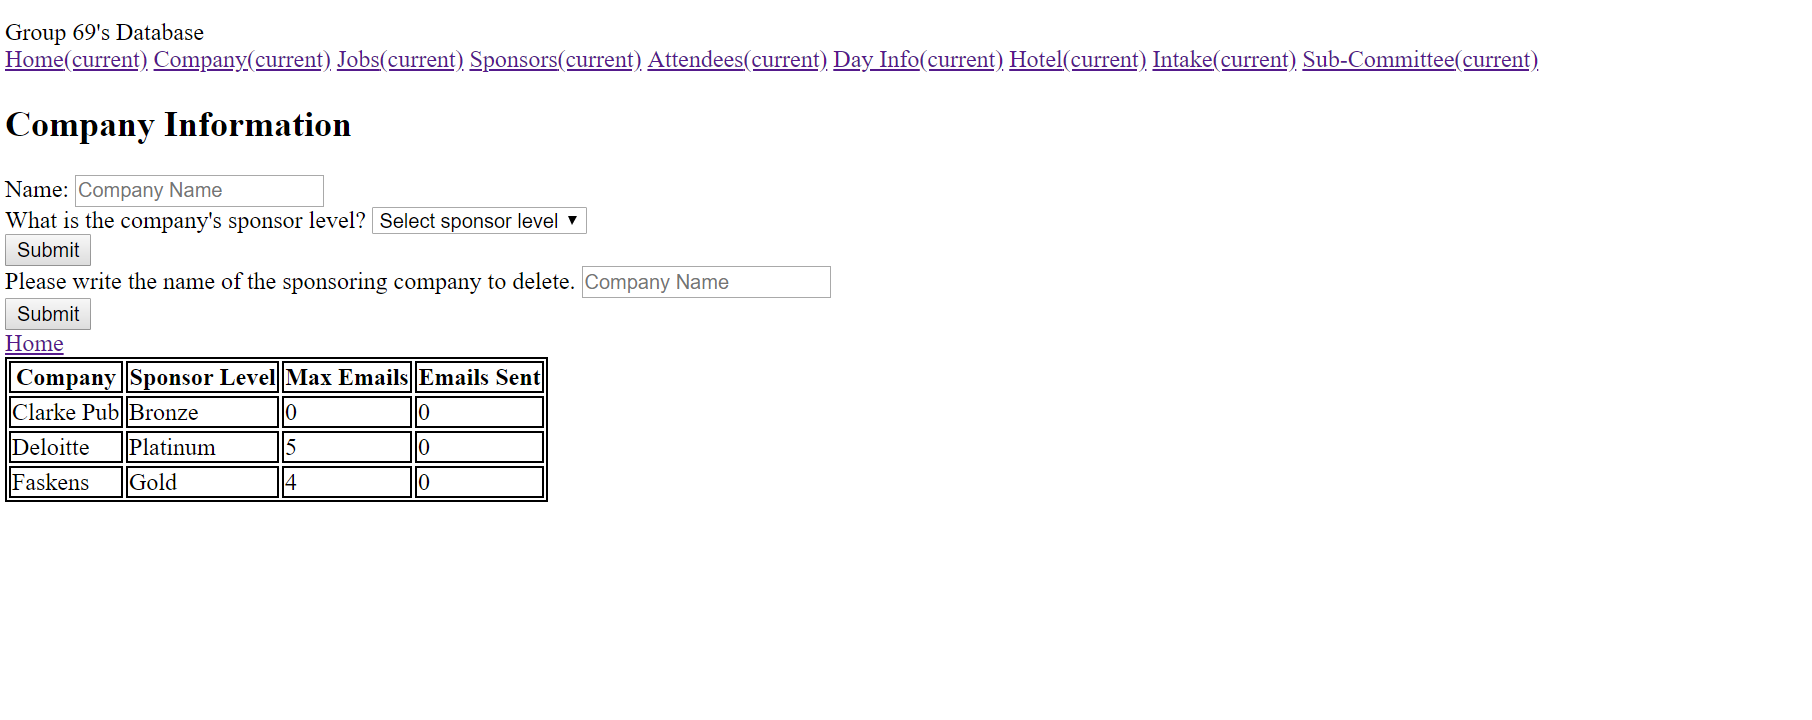 Group 69's Database
Home(current) Company(current) Jobs(current) Sponsors(current) Attendees(current) Day Info(current) Hotel(current) Intake(current) Sub-Committee(current)
Company Information
Name: Company Name
What is the company's sponsor level? Select sponsor level
Submit
Please write the name of the sponsoring company to delete. Company Name
Submit
Home
Company Sponsor Level Max Emails Emails Sent
Clarke Pub Bronze 0 0
Deloitte Platinum 5 0
Faskens Gold 4 0